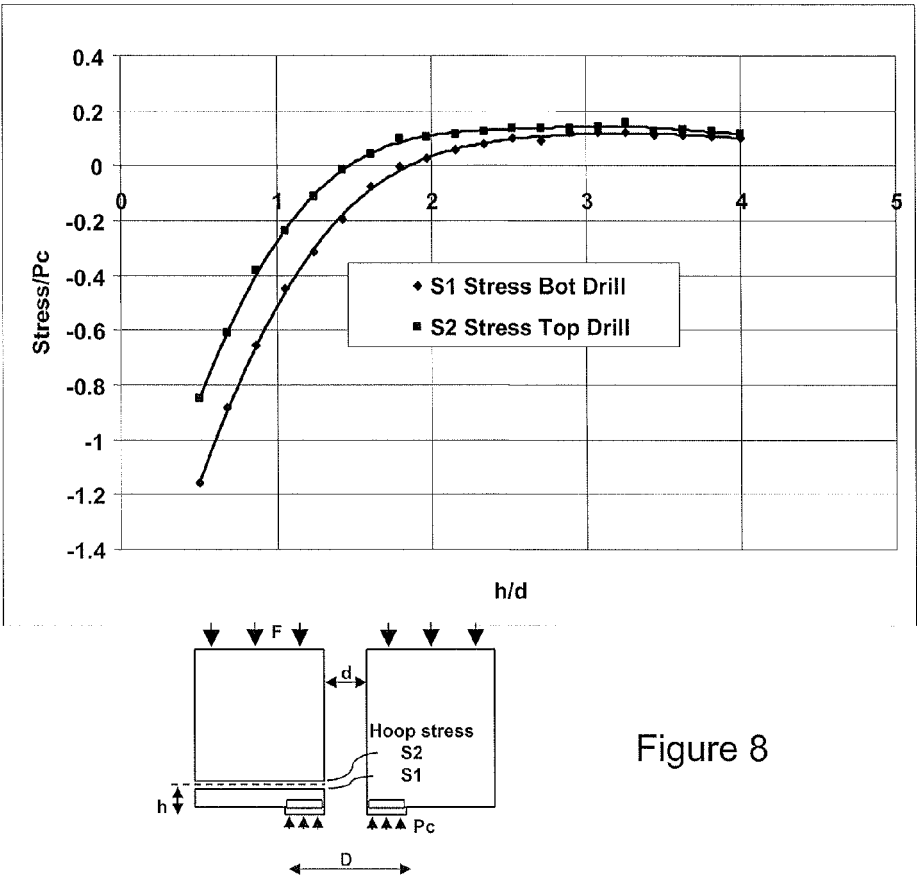 0.4
0.2
0
-0.2
-0.4
-0.6
-0.8
-1
-1.2
-1.4
0 1 2 3 4 5
Stress/Pc
S1 Stress Bot Drill
S2 Stress Top Drill
h/d
F
d
Hoop stress
S2
S1
h
Pc
D
Figure 8